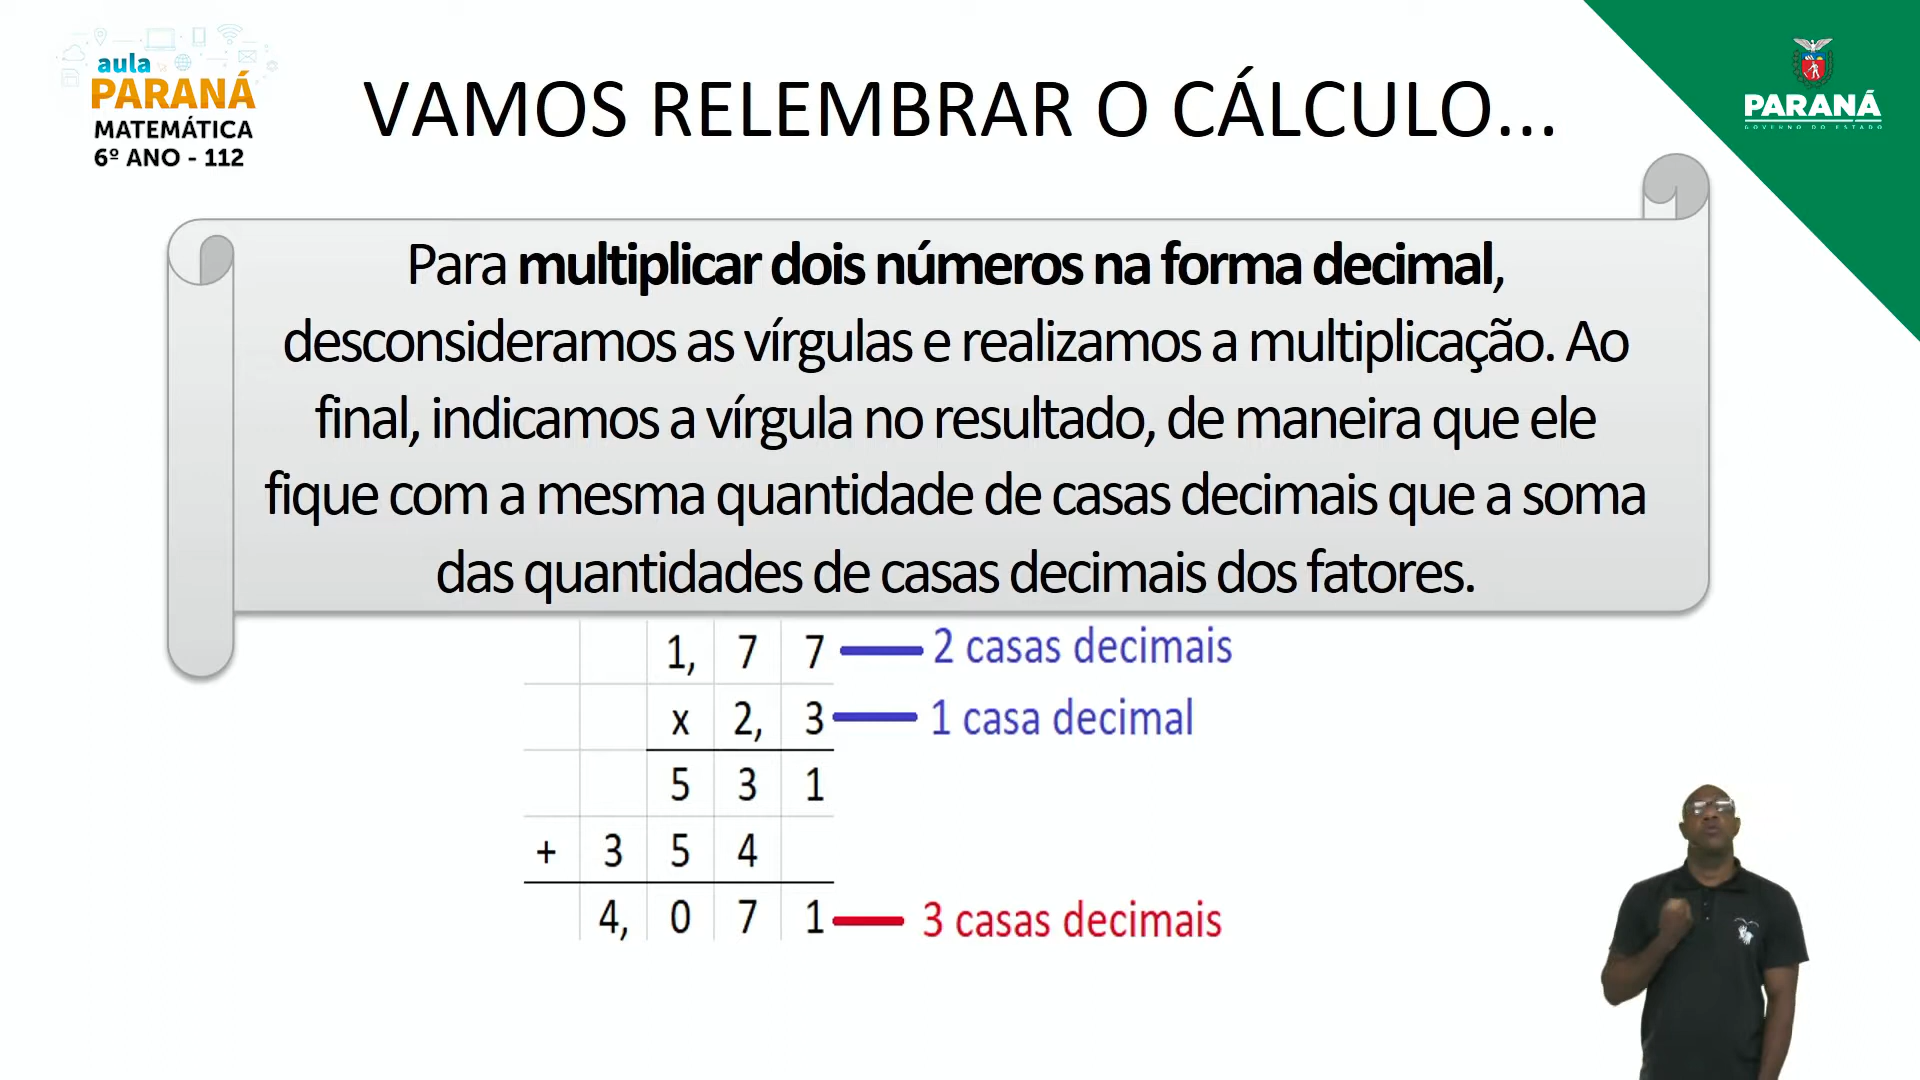 aula
PARANÁ
MATEMÁTICA
6º ANO - 112
VAMOS RELEMBRAR O CÁLCULO...
PARANÁ
GOVERNO DO ESTADO
Para multiplicar dois números na forma decimal,
desconsideramos as vírgulas e realizamos a multiplicação. Ao
final, indicamos a vírgula no resultado, de maneira que ele
fique com a mesma quantidade de casas decimais que a soma
das quantidades de casas decimais dos fatores.
1, 7 7 2 casas decimais
x 2, 3 1 casa decimal
5 3 1
+ 3 5 4
4, 0 7 1 3 casas decimais